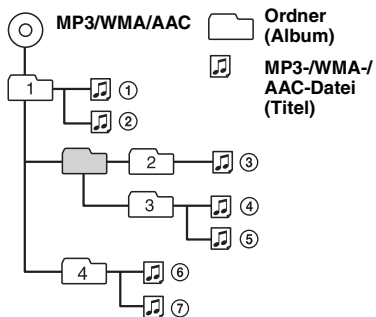 MP3/WMA/AAC
Ordner
(Album)
MP3-/WMA-/
AAC-Datei
(Titel)
1
①
②
2
③
3
④
⑤
4
⑥
⑦